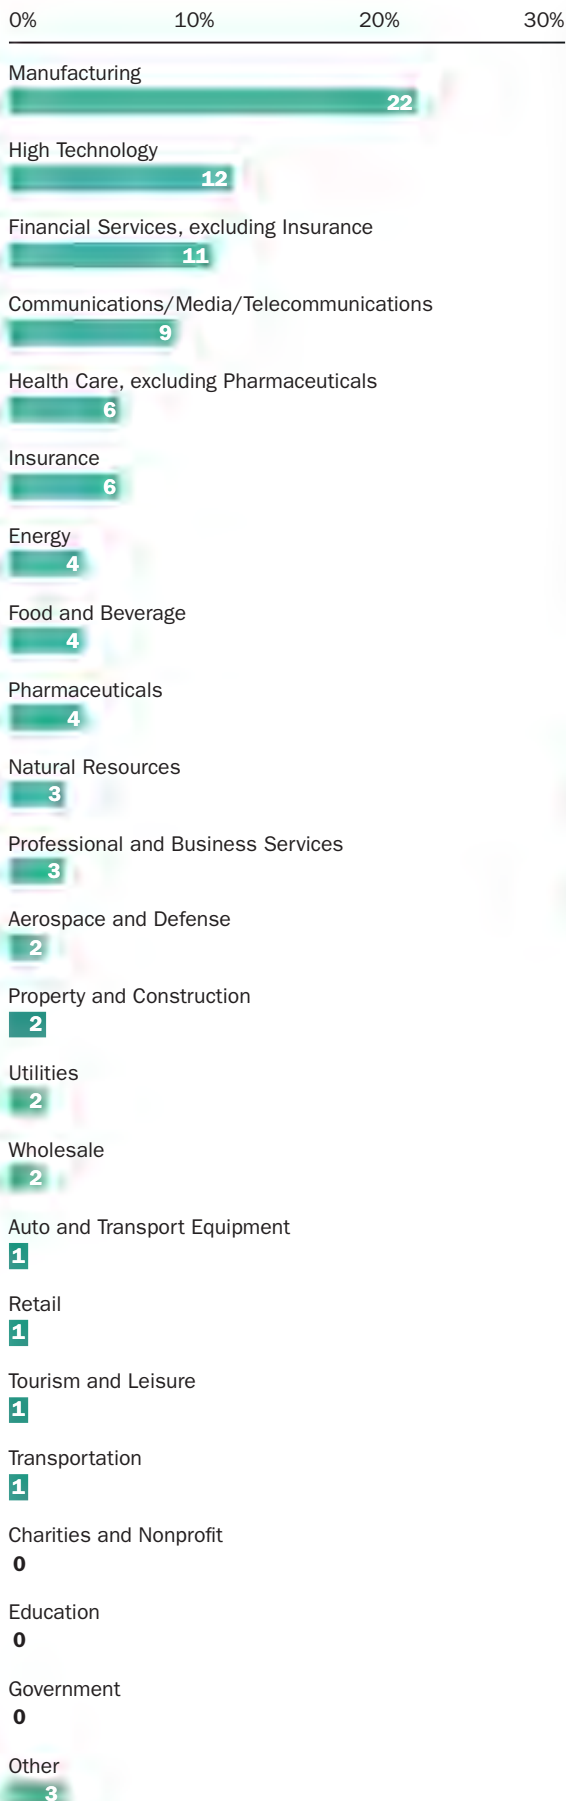 0% 10% 20% 30%
Manufacturing
22
High Technology
12
Financial Services, excluding Insurance
11
Communications/Media/Telecommunications
9
Health Care, excluding Pharmaceuticals
6
Insurance
6
Energy
4
Food and Beverage
4
Pharmaceuticals
4
Natural Resources
3
Professional and Business Services
3
Aerospace and Defense
2
Property and Construction
2
Utilities
2
Wholesale
2
Auto and Transport Equipment
1
Retail
1
Tourism and Leisure
1
Transportation
1
Charities and Nonprofit
0
Education
0
Government
0
Other
3